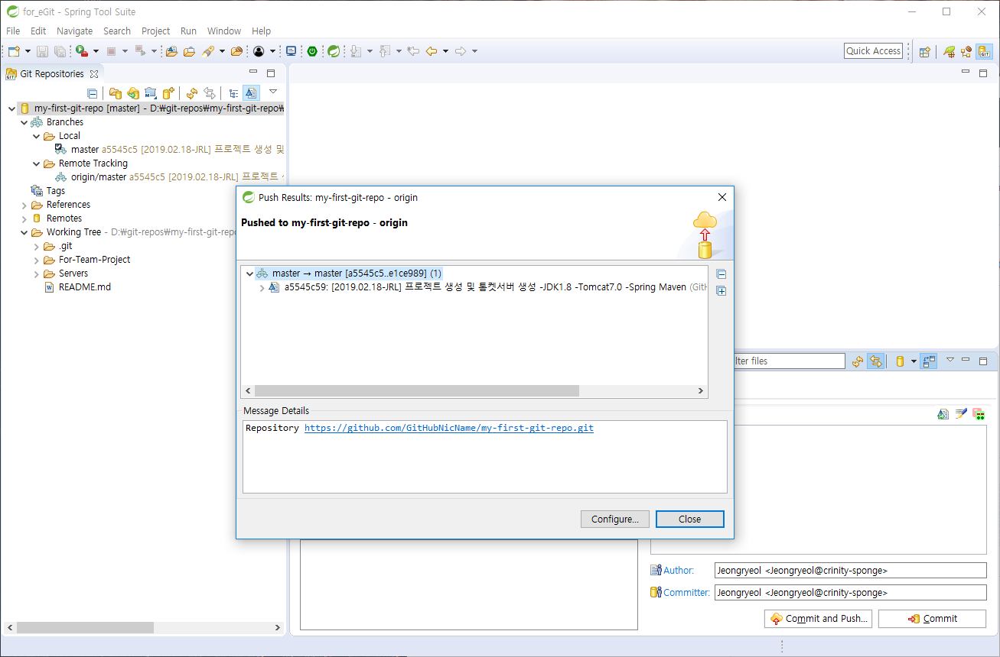 for_eGit - Spring Tool Suite
File Edit Navigate Search Project Run Window Help
Quick Access
Git Repositories
my-first-git-repo [master] - D:₩git-repos₩my-first-git-repo₩
Branches
Local
master a5545c5 [2019.02.18-JRL] 프로젝트 생성 및
Remote Tracking
origin/master a5545c5 [2019.02.18-JRL] 프로젝트
Tags
References
Remotes
Working Tree - D:₩git-repos₩my-first-git-repo
.git
For-Team-Project
Servers
README.md
Push Results: my-first-git-repo - origin
Pushed to my-first-git-repo - origin
master → master [a5545c5..e1ce989] (1)
a5545c59: [2019.02.18-JRL] 프로젝트 생성 및 톰켓서버 생성 -JDK1.8 -Tomcat7.0 -Spring Maven (GitH
Message Details
Repository https://github.com/GitHubNicName/my-first-git-repo.git
Configure...
Close
lter files
Author: Jeongryeol <Jeongryeol@crinity-sponge>
Committer: Jeongryeol <Jeongryeol@crinity-sponge>
Commit and Push...
Commit